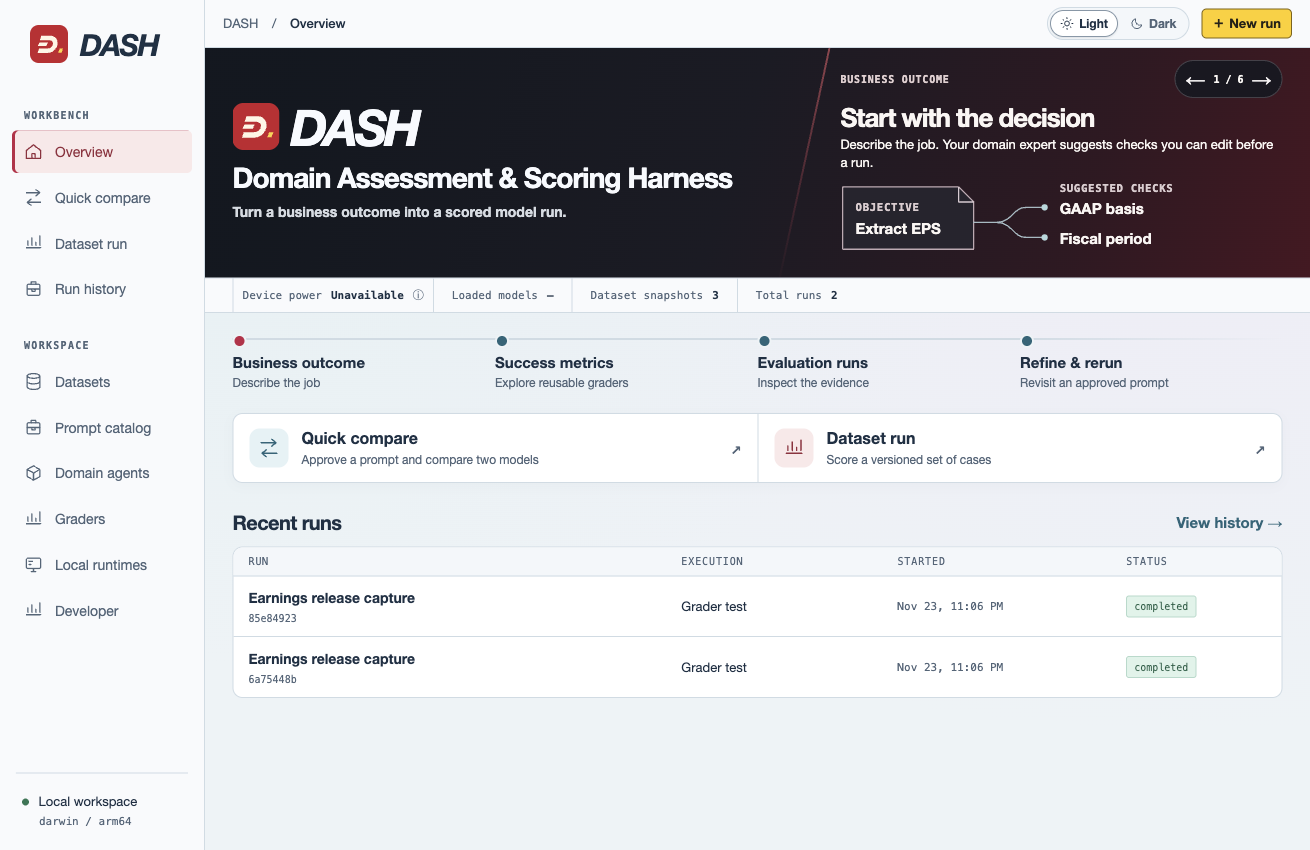 DASH
WORKBENCH
Overview
Quick compare
Dataset run
Run history
WORKSPACE
Datasets
Prompt catalog
Domain agents
Graders
Local runtimes
Developer
Local workspace
darwin / arm64
DASH / Overview
Light Dark
+ New run
D. DASH
Domain Assessment & Scoring Harness
Turn a business outcome into a scored model run.
BUSINESS OUTCOME
← 1 / 6 →
Start with the decision
Describe the job. Your domain expert suggests checks you can edit before
a run.
OBJECTIVE
Extract EPS
SUGGESTED CHECKS
GAAP basis
Fiscal period
Device power Unavailable ⓘ Loaded models – Dataset snapshots 3 Total runs 2
Business outcome
Describe the job
Success metrics
Explore reusable graders
Evaluation runs
Inspect the evidence
Refine & rerun
Revisit an approved prompt
Quick compare
Approve a prompt and compare two models
↗
Dataset run
Score a versioned set of cases
↗
Recent runs
View history →
RUN EXECUTION STARTED STATUS
Earnings release capture
85e84923
Grader test
Nov 23, 11:06 PM
completed
Earnings release capture
6a75448b
Grader test
Nov 23, 11:06 PM
completed